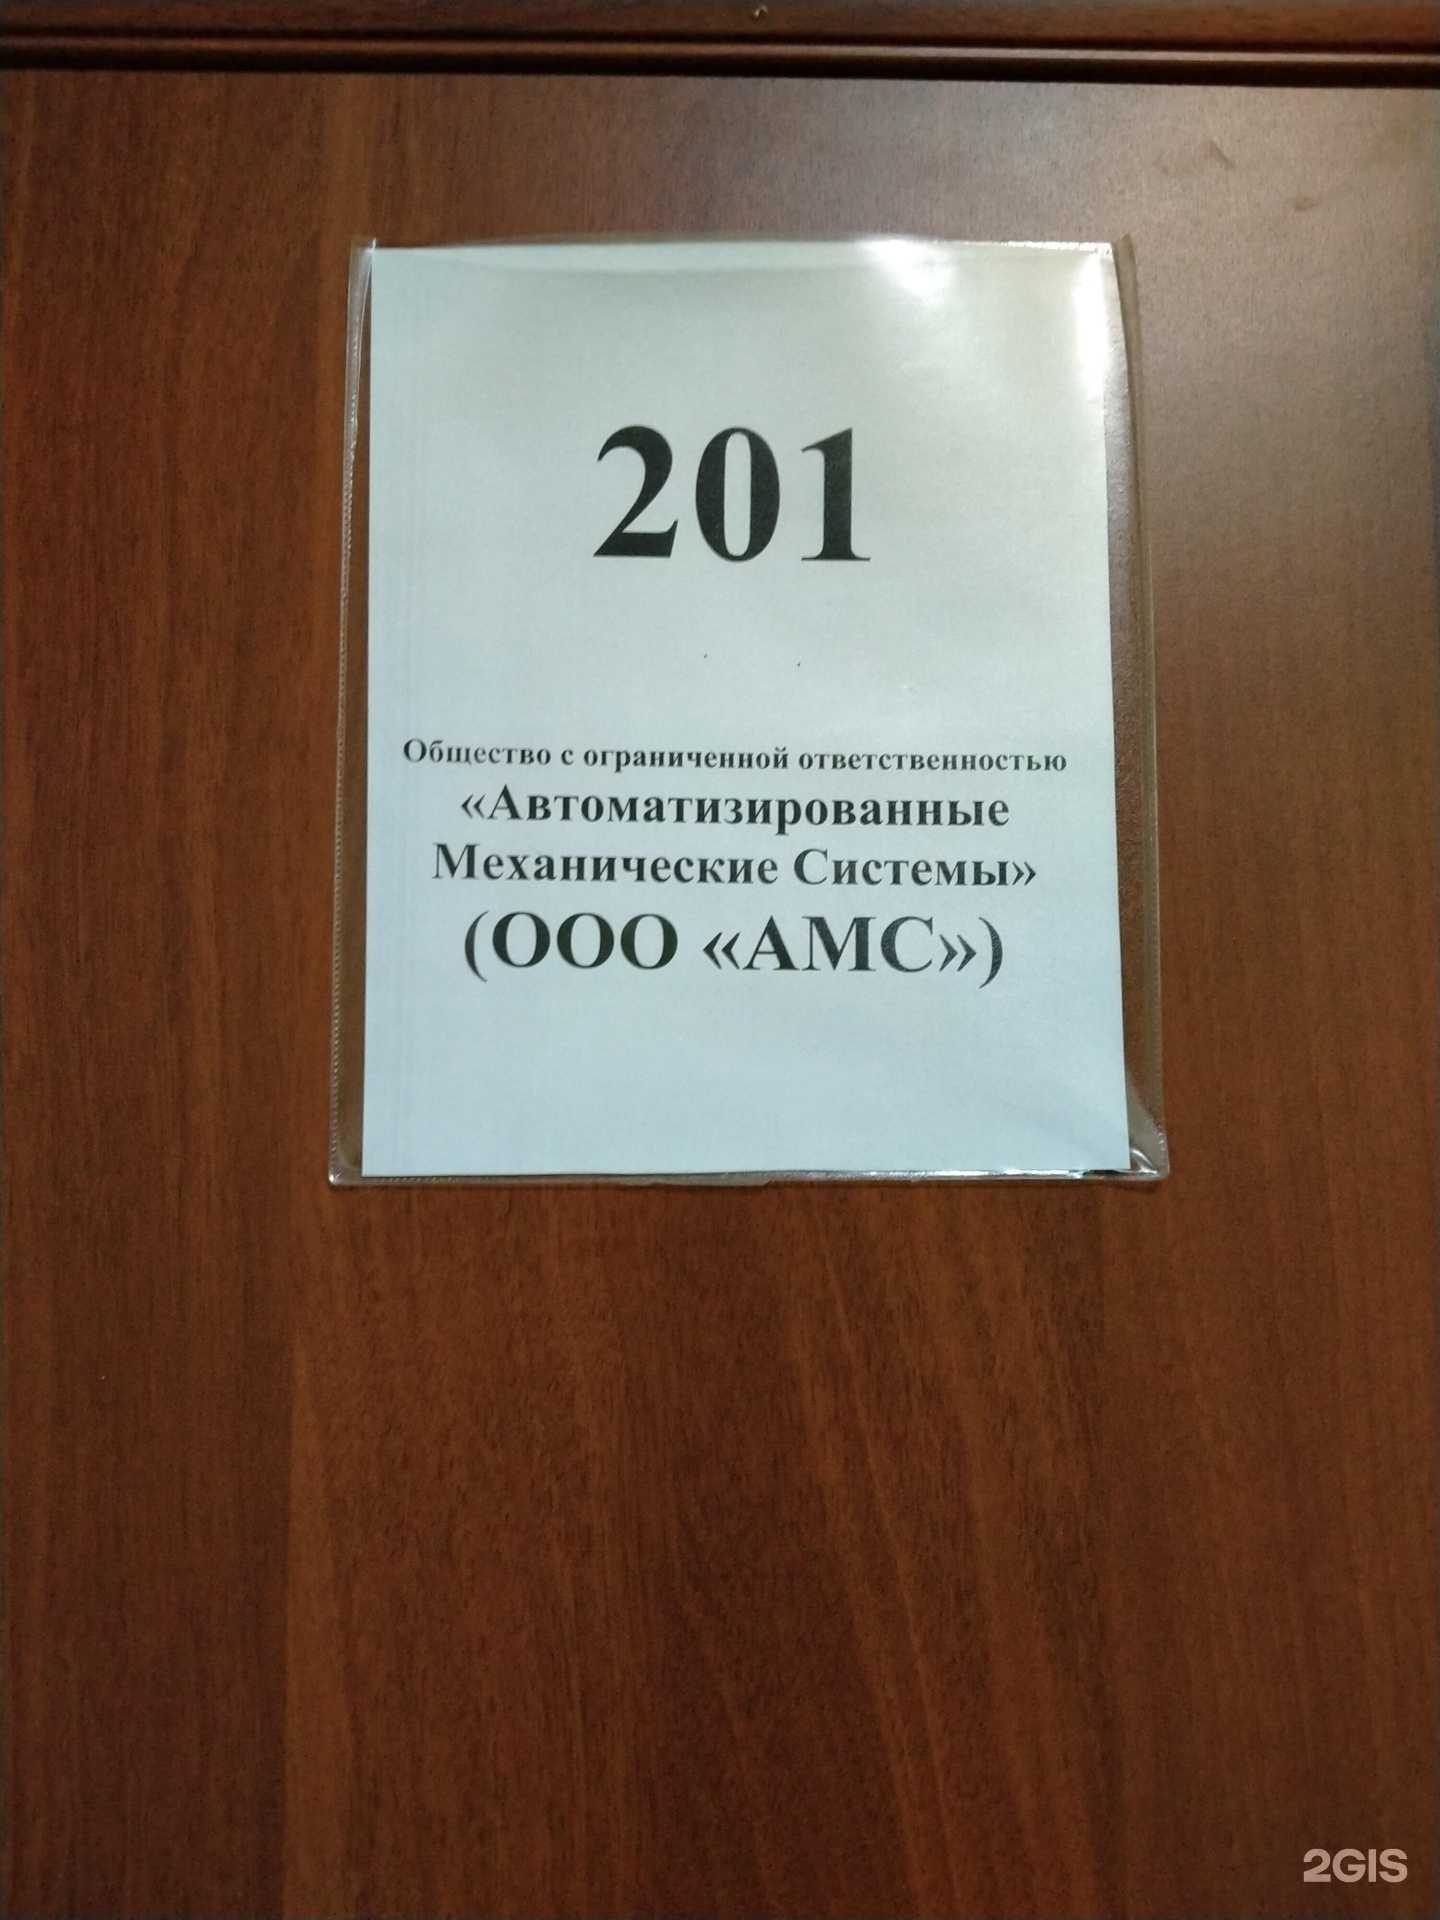 201
Общество с ограниченной ответственностью
«Автоматизированные
Механические Системы»
(ООО «АМС»)
2GIS